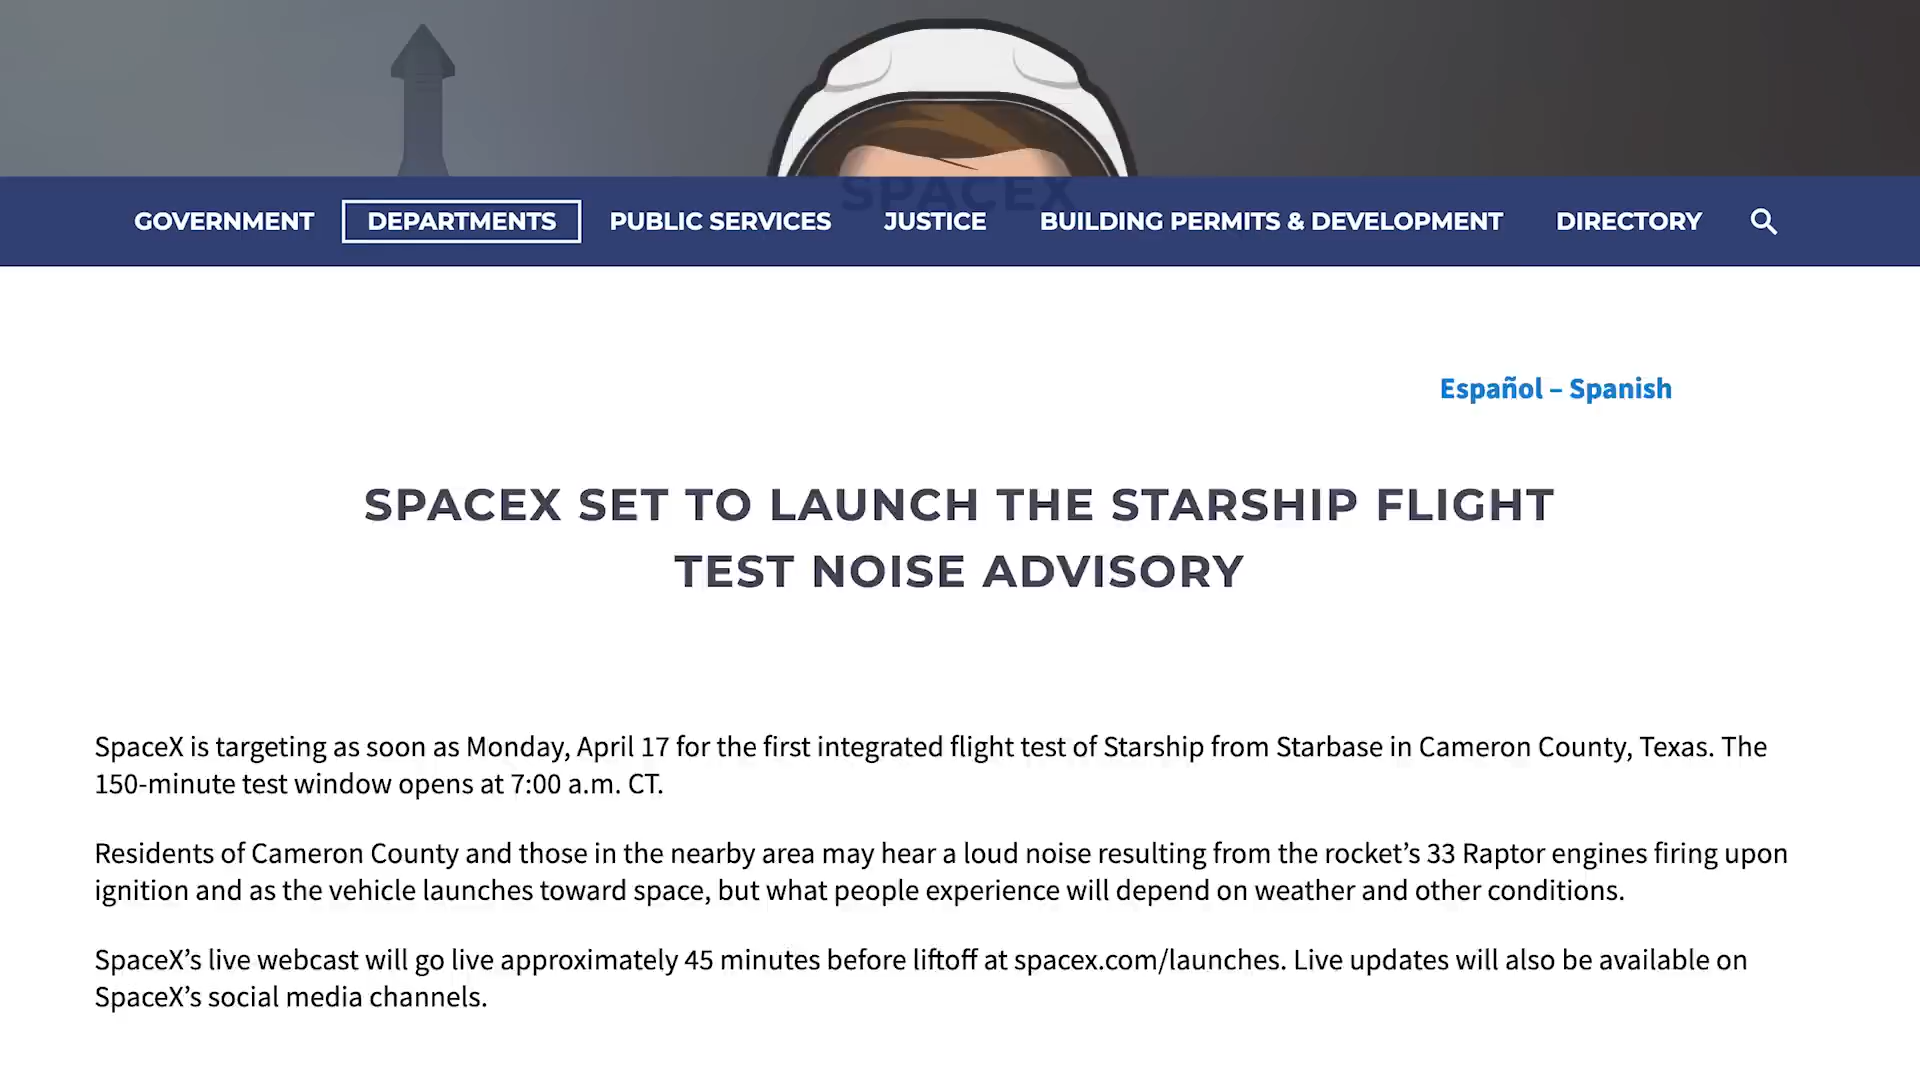 SPACEX
GOVERNMENT DEPARTMENTS PUBLIC SERVICES JUSTICE BUILDING PERMITS & DEVELOPMENT DIRECTORY
Español – Spanish
SPACEX SET TO LAUNCH THE STARSHIP FLIGHT
TEST NOISE ADVISORY
SpaceX is targeting as soon as Monday, April 17 for the first integrated flight test of Starship from Starbase in Cameron County, Texas. The
150-minute test window opens at 7:00 a.m. CT.
Residents of Cameron County and those in the nearby area may hear a loud noise resulting from the rocket’s 33 Raptor engines firing upon
ignition and as the vehicle launches toward space, but what people experience will depend on weather and other conditions.
SpaceX’s live webcast will go live approximately 45 minutes before liftoff at spacex.com/launches. Live updates will also be available on
SpaceX’s social media channels.